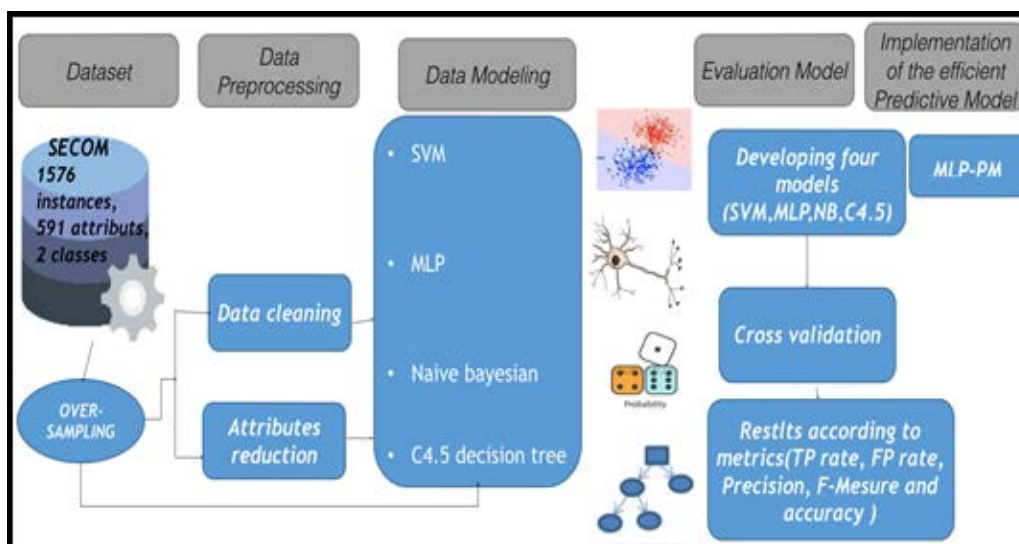 Dataset
Data
Preprocessing
Data Modeling
Evaluation Model
Implementation
of the efficient
Predictive Model
SECOM
1576
instances,
591 attributs,
2 classes
OVER-
SAMPLING
Data cleaning
Attributes
reduction
• SVM
• MLP
• Naive bayesian
• C4.5 decision tree
Probability
Developing four
models
(SVM,MLP,NB,C4.5)
Cross validation
Restlts according to
metrics(TP rate, FP rate,
Precision, F-Mesure and
accuracy )
MLP-PM